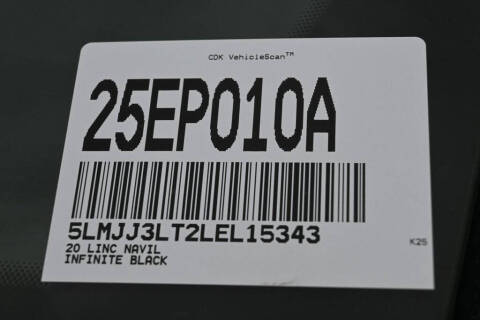 CDK VehicleScan™
25EP010A
5LMJJ3LT2LEL15343
20 LINC NAVIL
INFINITE BLACK
K25